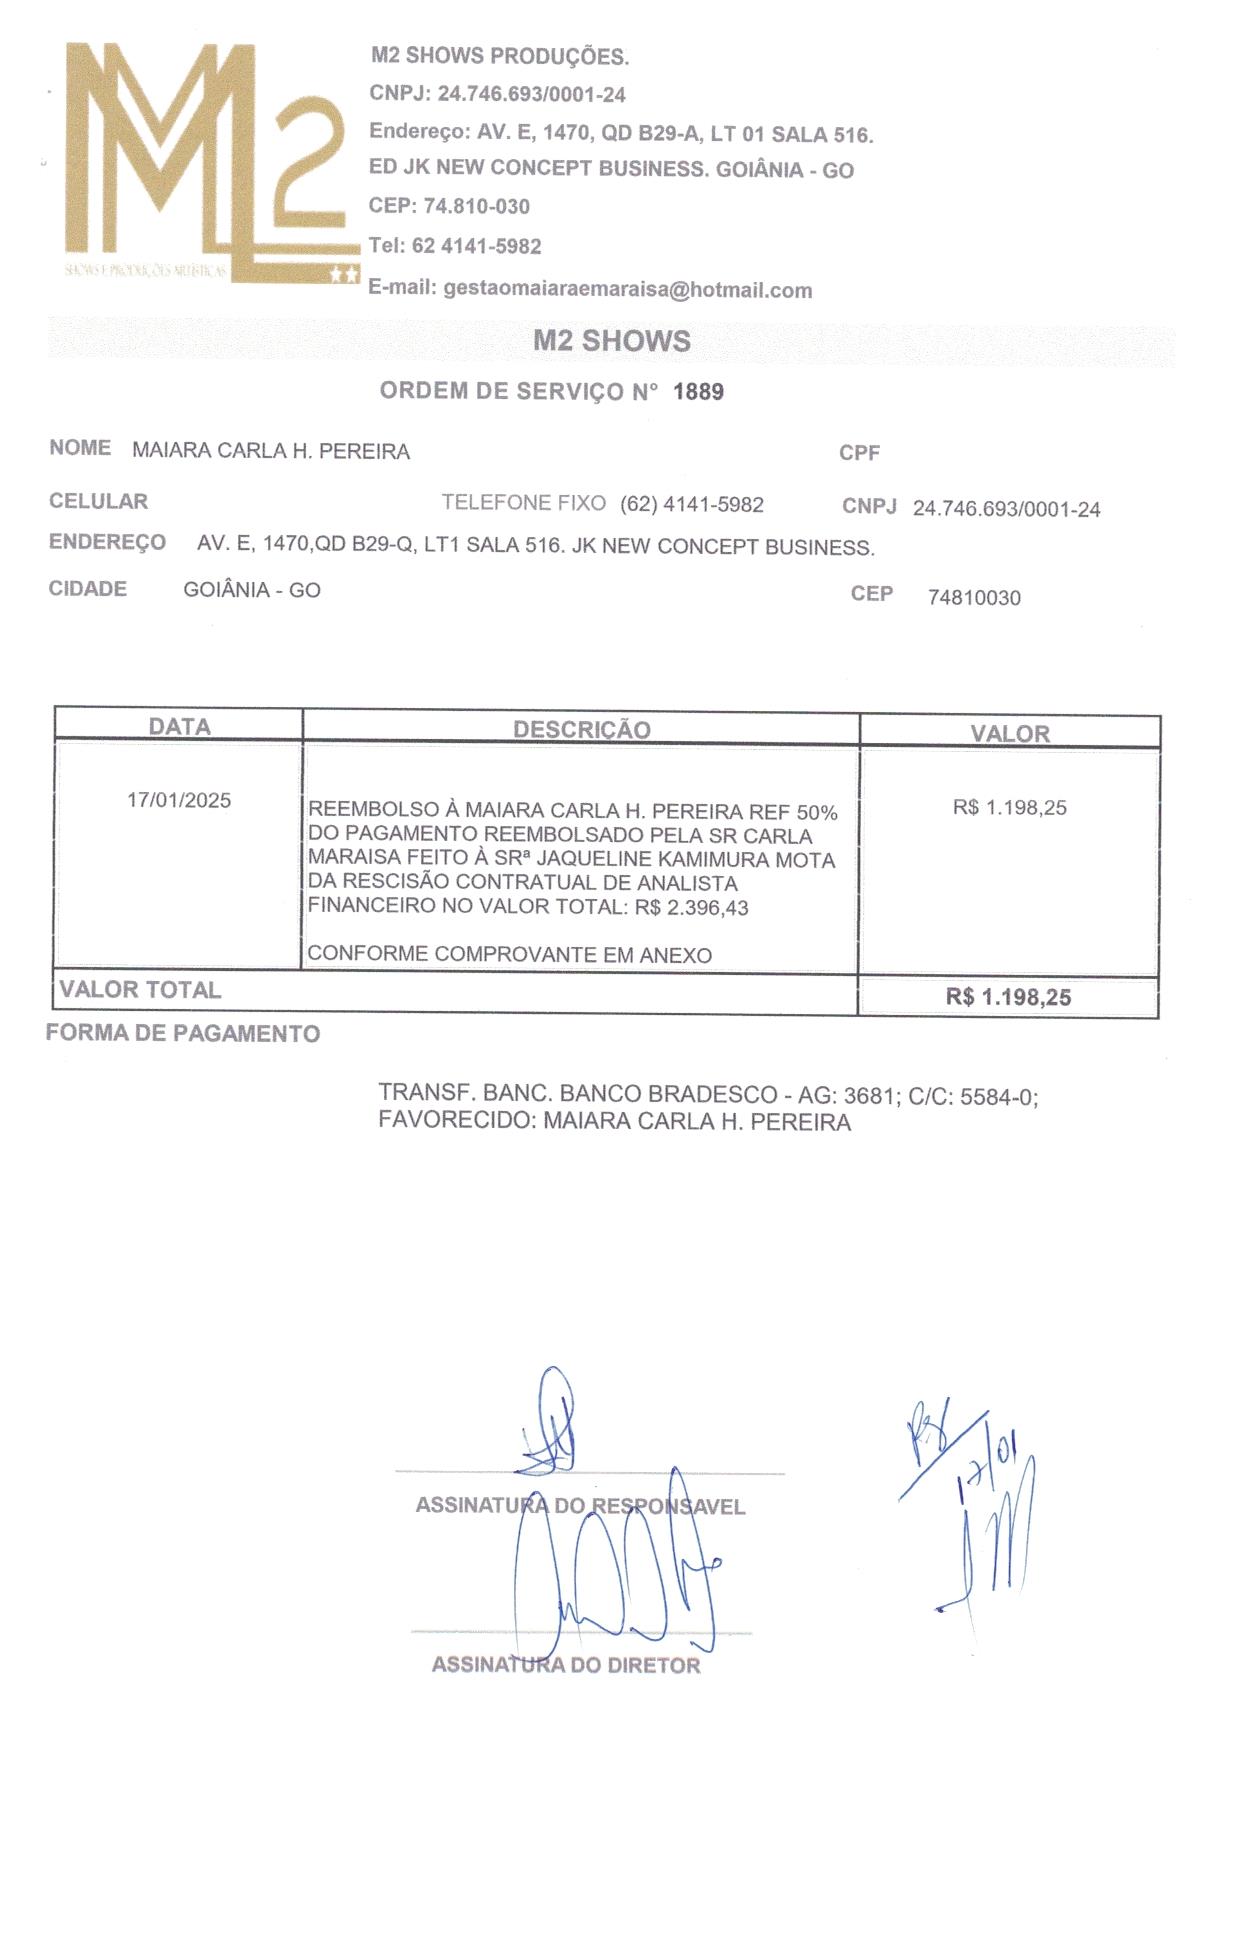 M2
SHOWS E PRODUÇÕES ARTÍSTICAS
M2 SHOWS PRODUÇÕES.
CNPJ: 24.746.693/0001-24
Endereço: AV. E, 1470, QD B29-A, LT 01 SALA 516.
ED JK NEW CONCEPT BUSINESS. GOIÂNIA - GO
CEP: 74.810-030
Tel: 62 4141-5982
E-mail: gestaomaiaraemaraisa@hotmail.com
M2 SHOWS
ORDEM DE SERVIÇO N° 1889
NOME MAIARA CARLA H. PEREIRA CPF
CELULAR TELEFONE FIXO (62) 4141-5982 CNPJ 24.746.693/0001-24
ENDEREÇO AV. E, 1470,QD B29-Q, LT1 SALA 516. JK NEW CONCEPT BUSINESS.
CIDADE GOIÂNIA - GO CEP 74810030
DATA DESCRIÇÃO VALOR
17/01/2025 R$ 1.198,25
REEMBOLSO À MAIARA CARLA H. PEREIRA REF 50%
DO PAGAMENTO REEMBOLSADO PELA SR CARLA
MARAISA FEITO À SRª JAQUELINE KAMIMURA MOTA
DA RESCISÃO CONTRATUAL DE ANALISTA
FINANCEIRO NO VALOR TOTAL: R$ 2.396,43
CONFORME COMPROVANTE EM ANEXO
VALOR TOTAL R$ 1.198,25
FORMA DE PAGAMENTO
TRANSF. BANC. BANCO BRADESCO - AG: 3681; C/C: 5584-0;
FAVORECIDO: MAIARA CARLA H. PEREIRA
17/01
ASSINATURA DO RESPONSAVEL
ASSINATURA DO DIRETOR